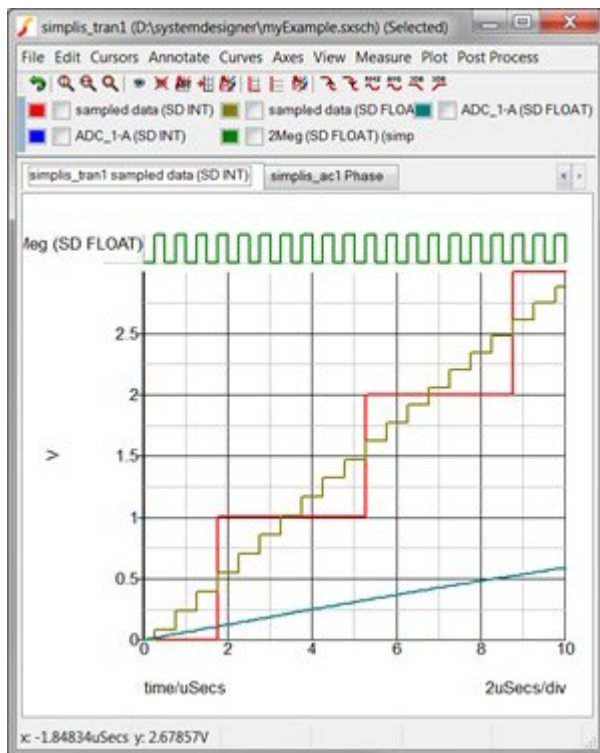 simplis_tran1 (D:\systemdesigner\myExample.sxsch) (Selected)
File Edit Cursors Annotate Curves Axes View Measure Plot Post Process
sampled data (SD INT) sampled data (SD FLOA ADC_1-A (SD FLOAT)
ADC_1-A (SD INT) 2Meg (SD FLOAT) (simp
simplis_tran1 sampled data (SD INT) simplis_ac1 Phase
Meg (SD FLOAT)
2.5
2
1.5
V
1
0.5
0
0 2 4 6 8 10
time/uSecs 2uSecs/div
x: -1.84834uSecs y: 2.67857V